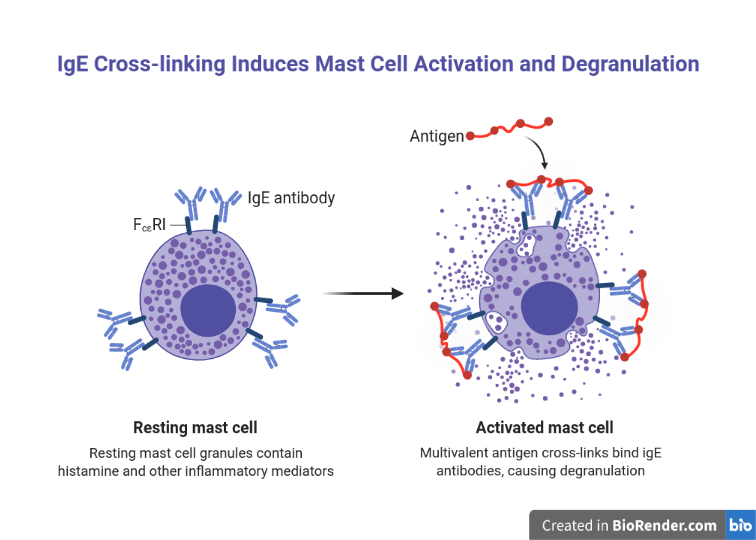 IgE Cross-linking Induces Mast Cell Activation and Degranulation
Antigen
IgE antibody
FcεRI
Resting mast cell
Resting mast cell granules contain
histamine and other inflammatory mediators
Activated mast cell
Multivalent antigen cross-links bind igE
antibodies, causing degranulation
Created in BioRender.com bio